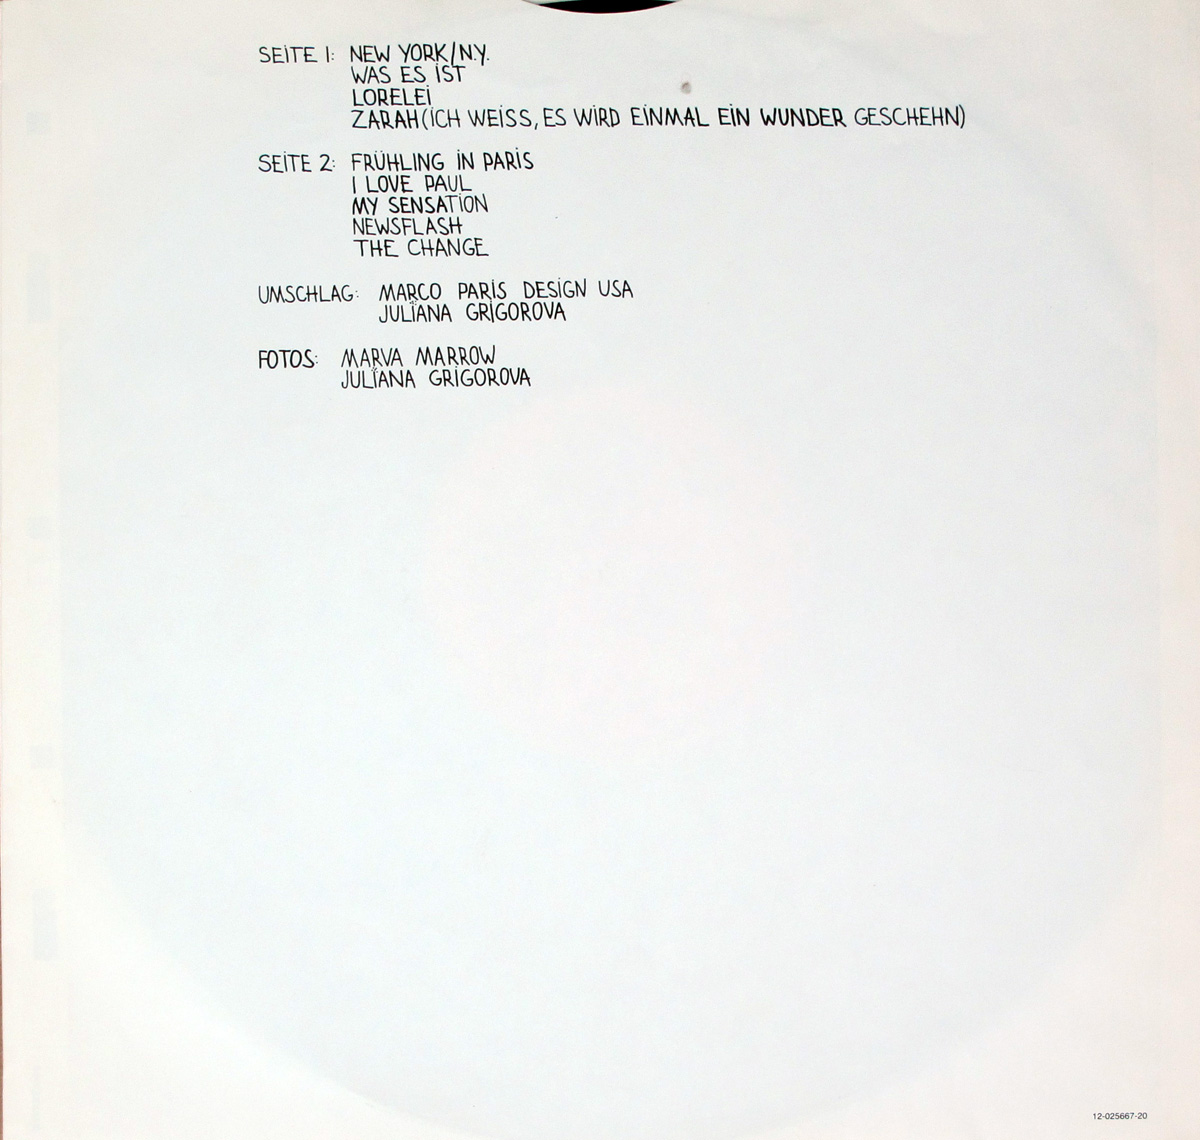 SEITE 1: NEW YORK/N.Y.
WAS ES IST
LORELEI
ZARAH (ICH WEISS, ES WIRD EINMAL EIN WUNDER GESCHEHN)
SEITE 2: FRÜHLING IN PARIS
I LOVE PAUL
MY SENSATION
NEWSFLASH
THE CHANGE
UMSCHLAG: MARCO PARIS DESIGN USA
JULIANA GRIGOROVA
FOTOS: MARVA MARROW
JULIANA GRIGOROVA
12-025667-20